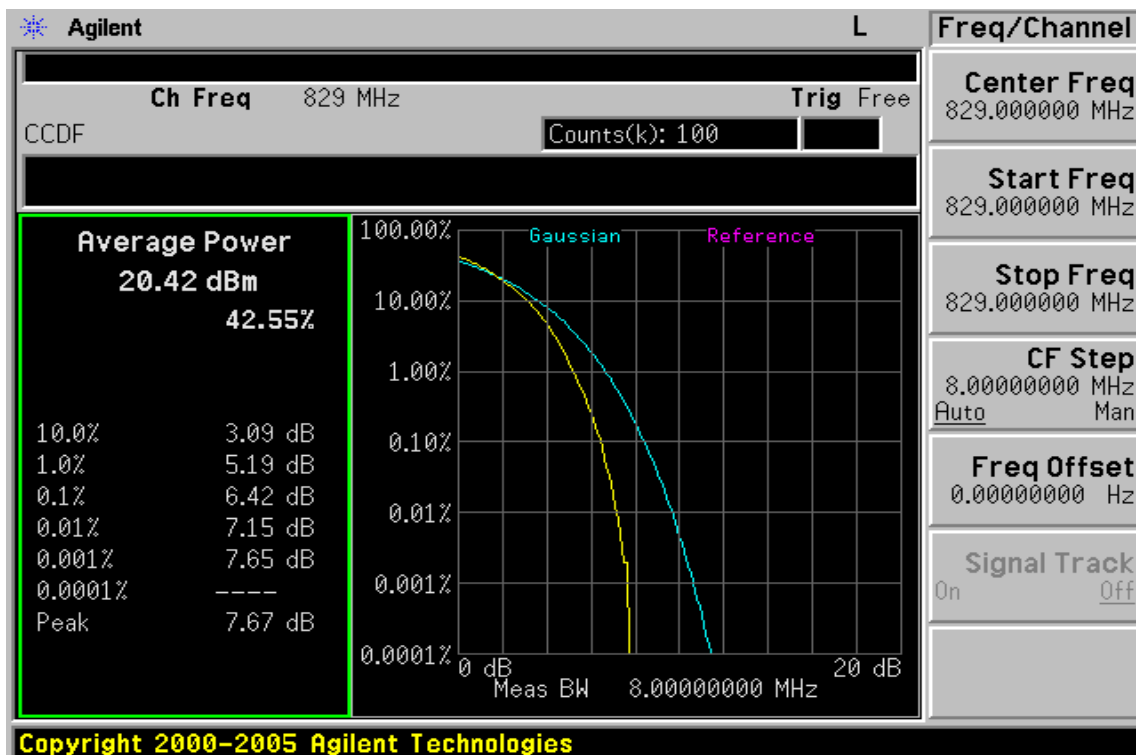 Agilent
L
Ch Freq 829 MHz
Trig Free
CCDF
Counts(k): 100
Average Power
20.42 dBm
42.55%
10.0% 3.09 dB
1.0% 5.19 dB
0.1% 6.42 dB
0.01% 7.15 dB
0.001% 7.65 dB
0.0001% ----
Peak 7.67 dB
100.00%
Gaussian
Reference
10.00%
1.00%
0.10%
0.01%
0.001%
0.0001%
0 dB
20 dB
Meas BW 8.00000000 MHz
Freq/Channel
Center Freq
829.000000 MHz
Start Freq
829.000000 MHz
Stop Freq
829.000000 MHz
CF Step
8.00000000 MHz
Auto Man
Freq Offset
0.00000000 Hz
Signal Track
On Off
Copyright 2000-2005 Agilent Technologies